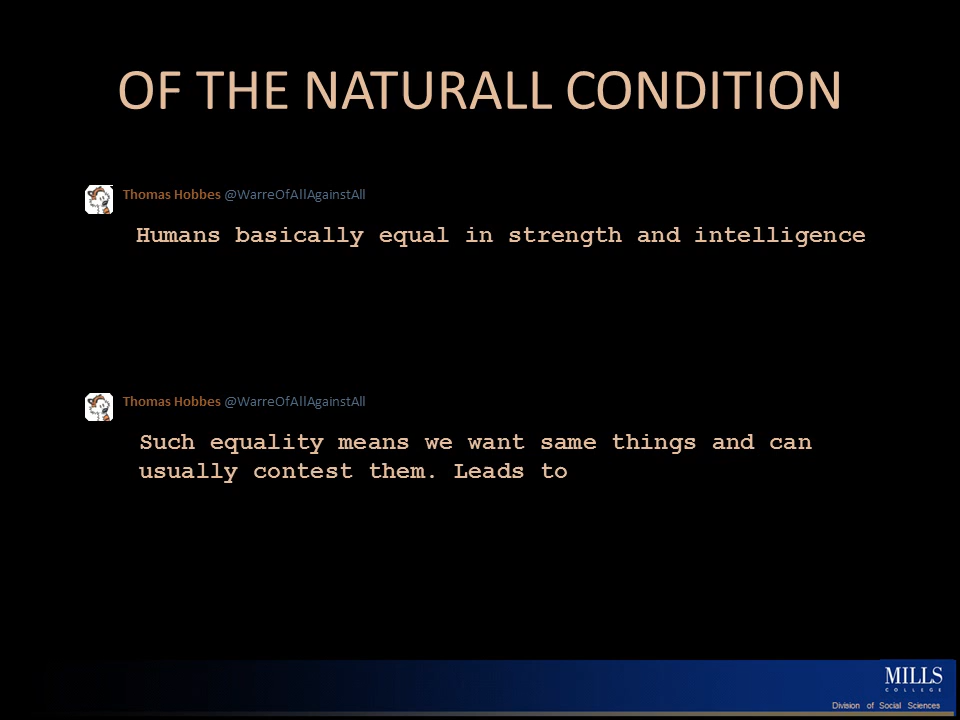 OF THE NATURALL CONDITION
Thomas Hobbes @WarreOfAllAgainstAll
Humans basically equal in strength and intelligence
Thomas Hobbes @WarreOfAllAgainstAll
Such equality means we want same things and can
usually contest them. Leads to
MILLS
COLLEGE
Division of Social Sciences